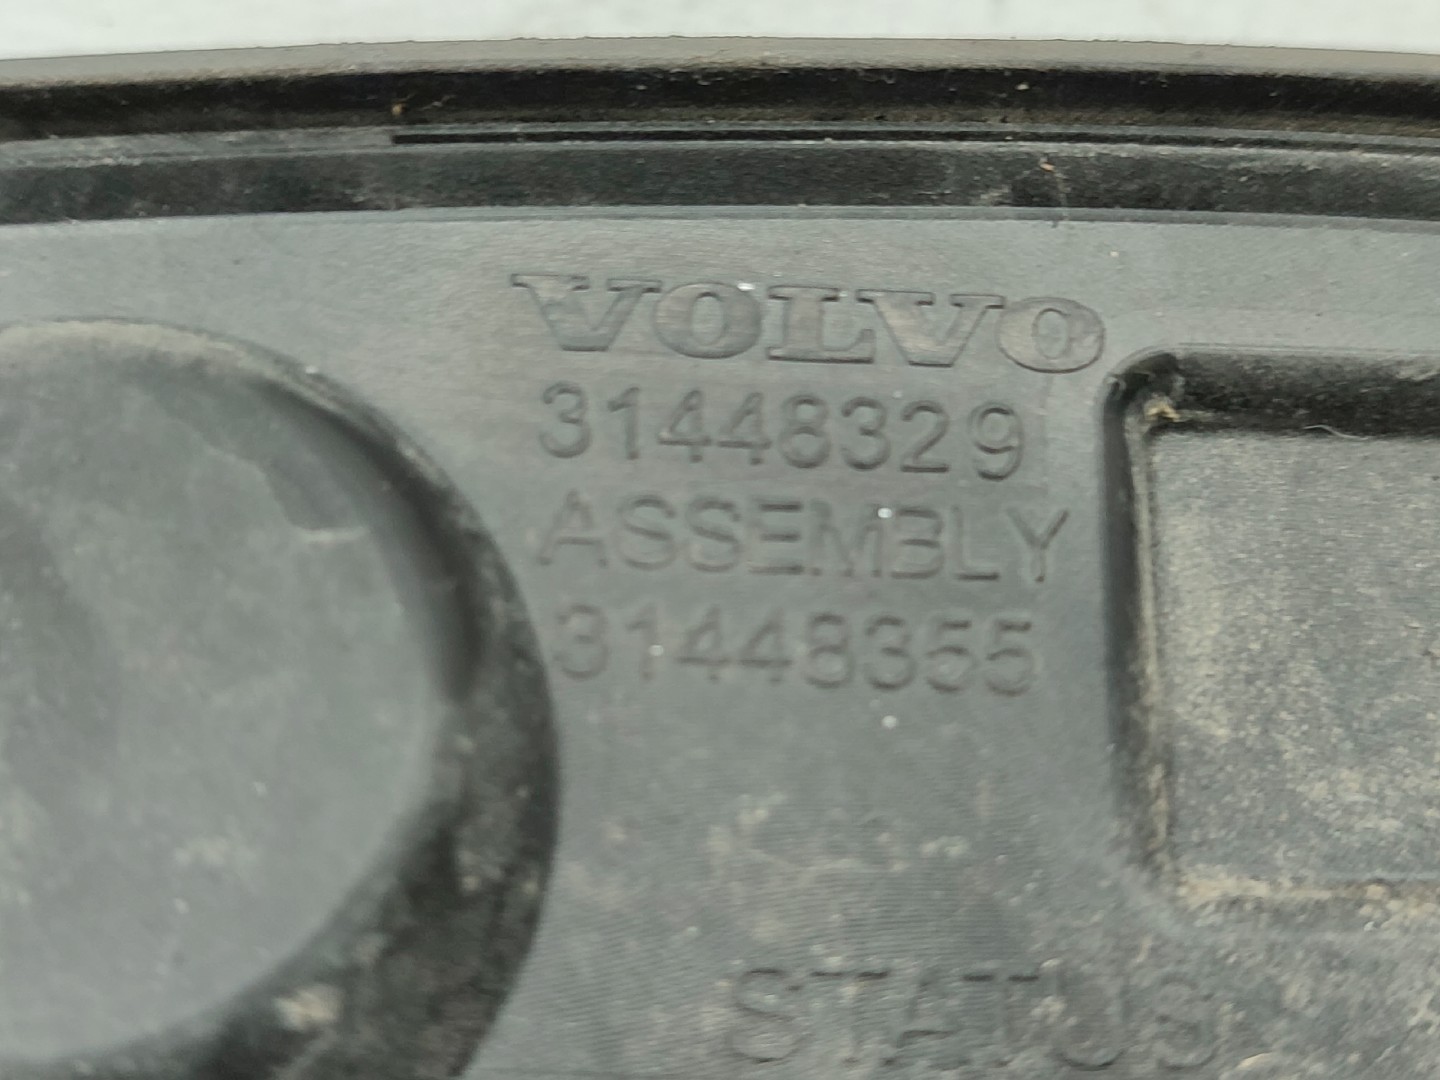 VOLVO
31448329
ASSEMBLY
31448355
STATUS